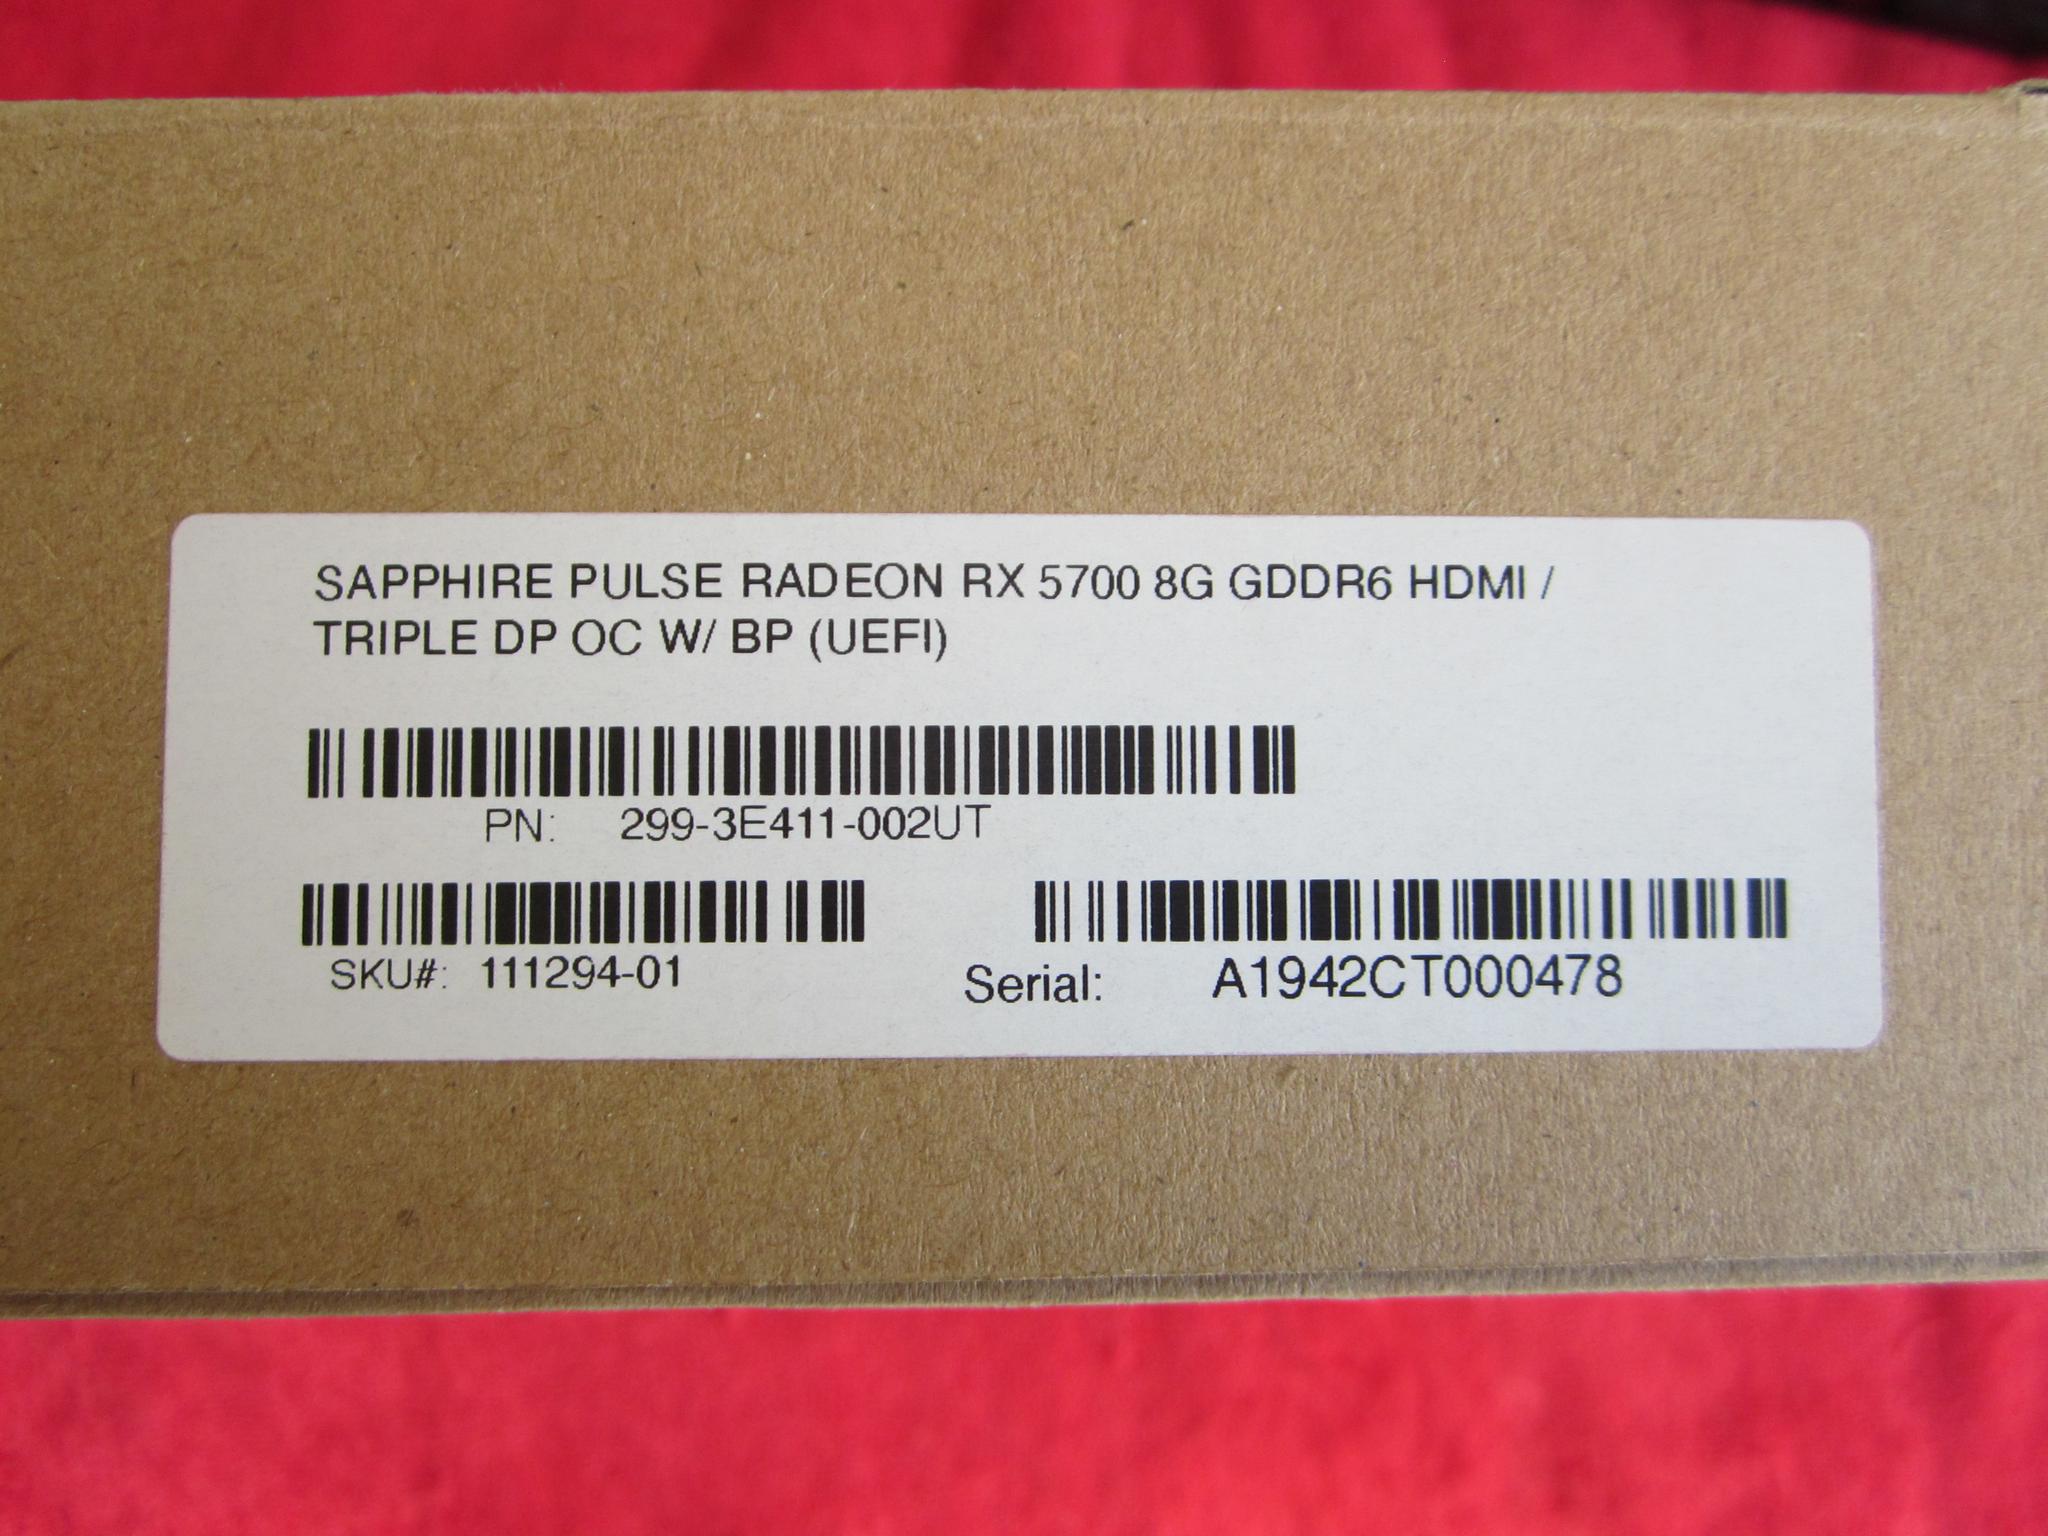 SAPPHIRE PULSE RADEON RX 5700 8G GDDR6 HDMI /
TRIPLE DP OC W/ BP (UEFI)
PN: 299-3E411-002UT
SKU#: 111294-01
Serial: A1942CT000478